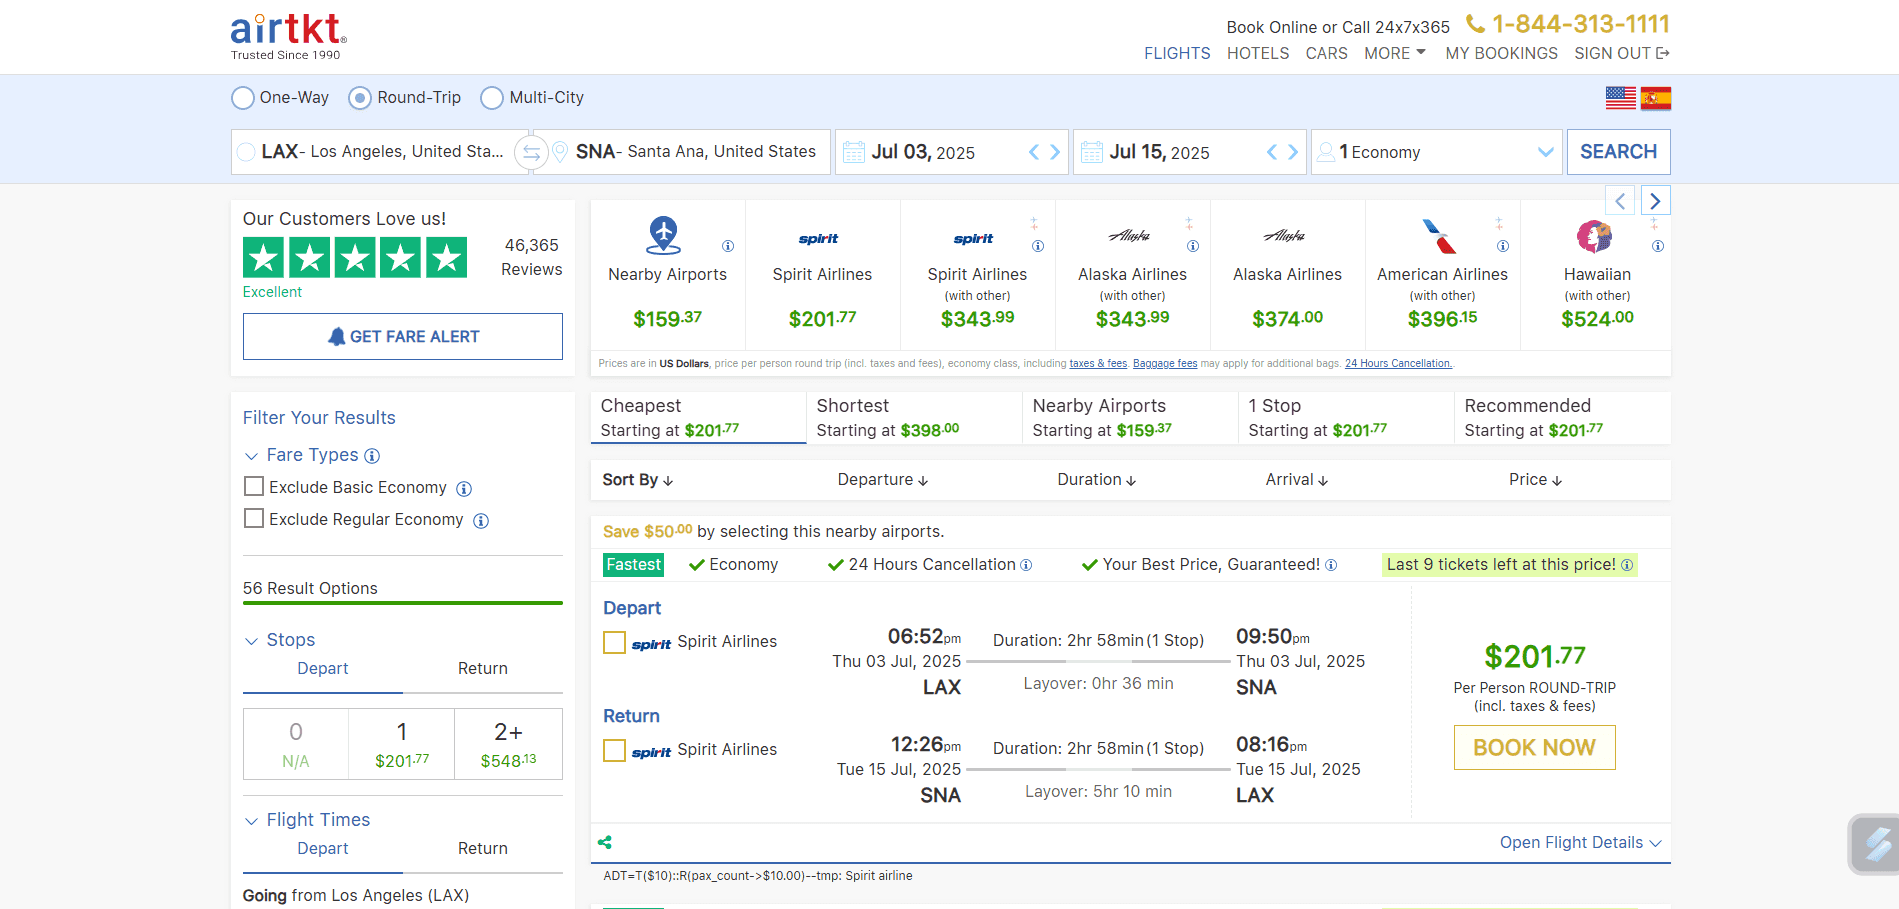 airtkt®
Trusted Since 1990
Book Online or Call 24x7x365 1-844-313-1111
FLIGHTS HOTELS CARS MORE MY BOOKINGS SIGN OUT
One-Way Round-Trip Multi-City
LAX- Los Angeles, United Sta... SNA- Santa Ana, United States Jul 03, 2025 Jul 15, 2025 1 Economy SEARCH
Our Customers Love us!
46,365
Reviews
Excellent
GET FARE ALERT
Nearby Airports
$159.37
spirit
Spirit Airlines
$201.77
spirit
Spirit Airlines
(with other)
$343.99
Alaska
Alaska Airlines
(with other)
$343.99
Alaska
Alaska Airlines
$374.00
American Airlines
(with other)
$396.15
Hawaiian
(with other)
$524.00
Prices are in US Dollars, price per person round trip (incl. taxes and fees), economy class, including taxes & fees. Baggage fees may apply for additional bags. 24 Hours Cancellation..
Cheapest
Starting at $201.77
Shortest
Starting at $398.00
Nearby Airports
Starting at $159.37
1 Stop
Starting at $201.77
Recommended
Starting at $201.77
Filter Your Results
Fare Types
Exclude Basic Economy
Exclude Regular Economy
56 Result Options
Stops
Depart Return
0 1 2+
N/A $201.77 $548.13
Flight Times
Depart Return
Going from Los Angeles (LAX)
Sort By Departure Duration Arrival Price
Save $50.00 by selecting this nearby airports.
Fastest Economy 24 Hours Cancellation Your Best Price, Guaranteed! Last 9 tickets left at this price!
Depart
spirit Spirit Airlines
06:52pm Duration: 2hr 58min (1 Stop) 09:50pm
Thu 03 Jul, 2025 Thu 03 Jul, 2025
LAX Layover: 0hr 36 min SNA
Return
spirit Spirit Airlines
12:26pm Duration: 2hr 58min (1 Stop) 08:16pm
Tue 15 Jul, 2025 Tue 15 Jul, 2025
SNA Layover: 5hr 10 min LAX
$201.77
Per Person ROUND-TRIP
(incl. taxes & fees)
BOOK NOW
Open Flight Details
ADT=T($10)::R(pax_count->$10.00)--tmp: Spirit airline